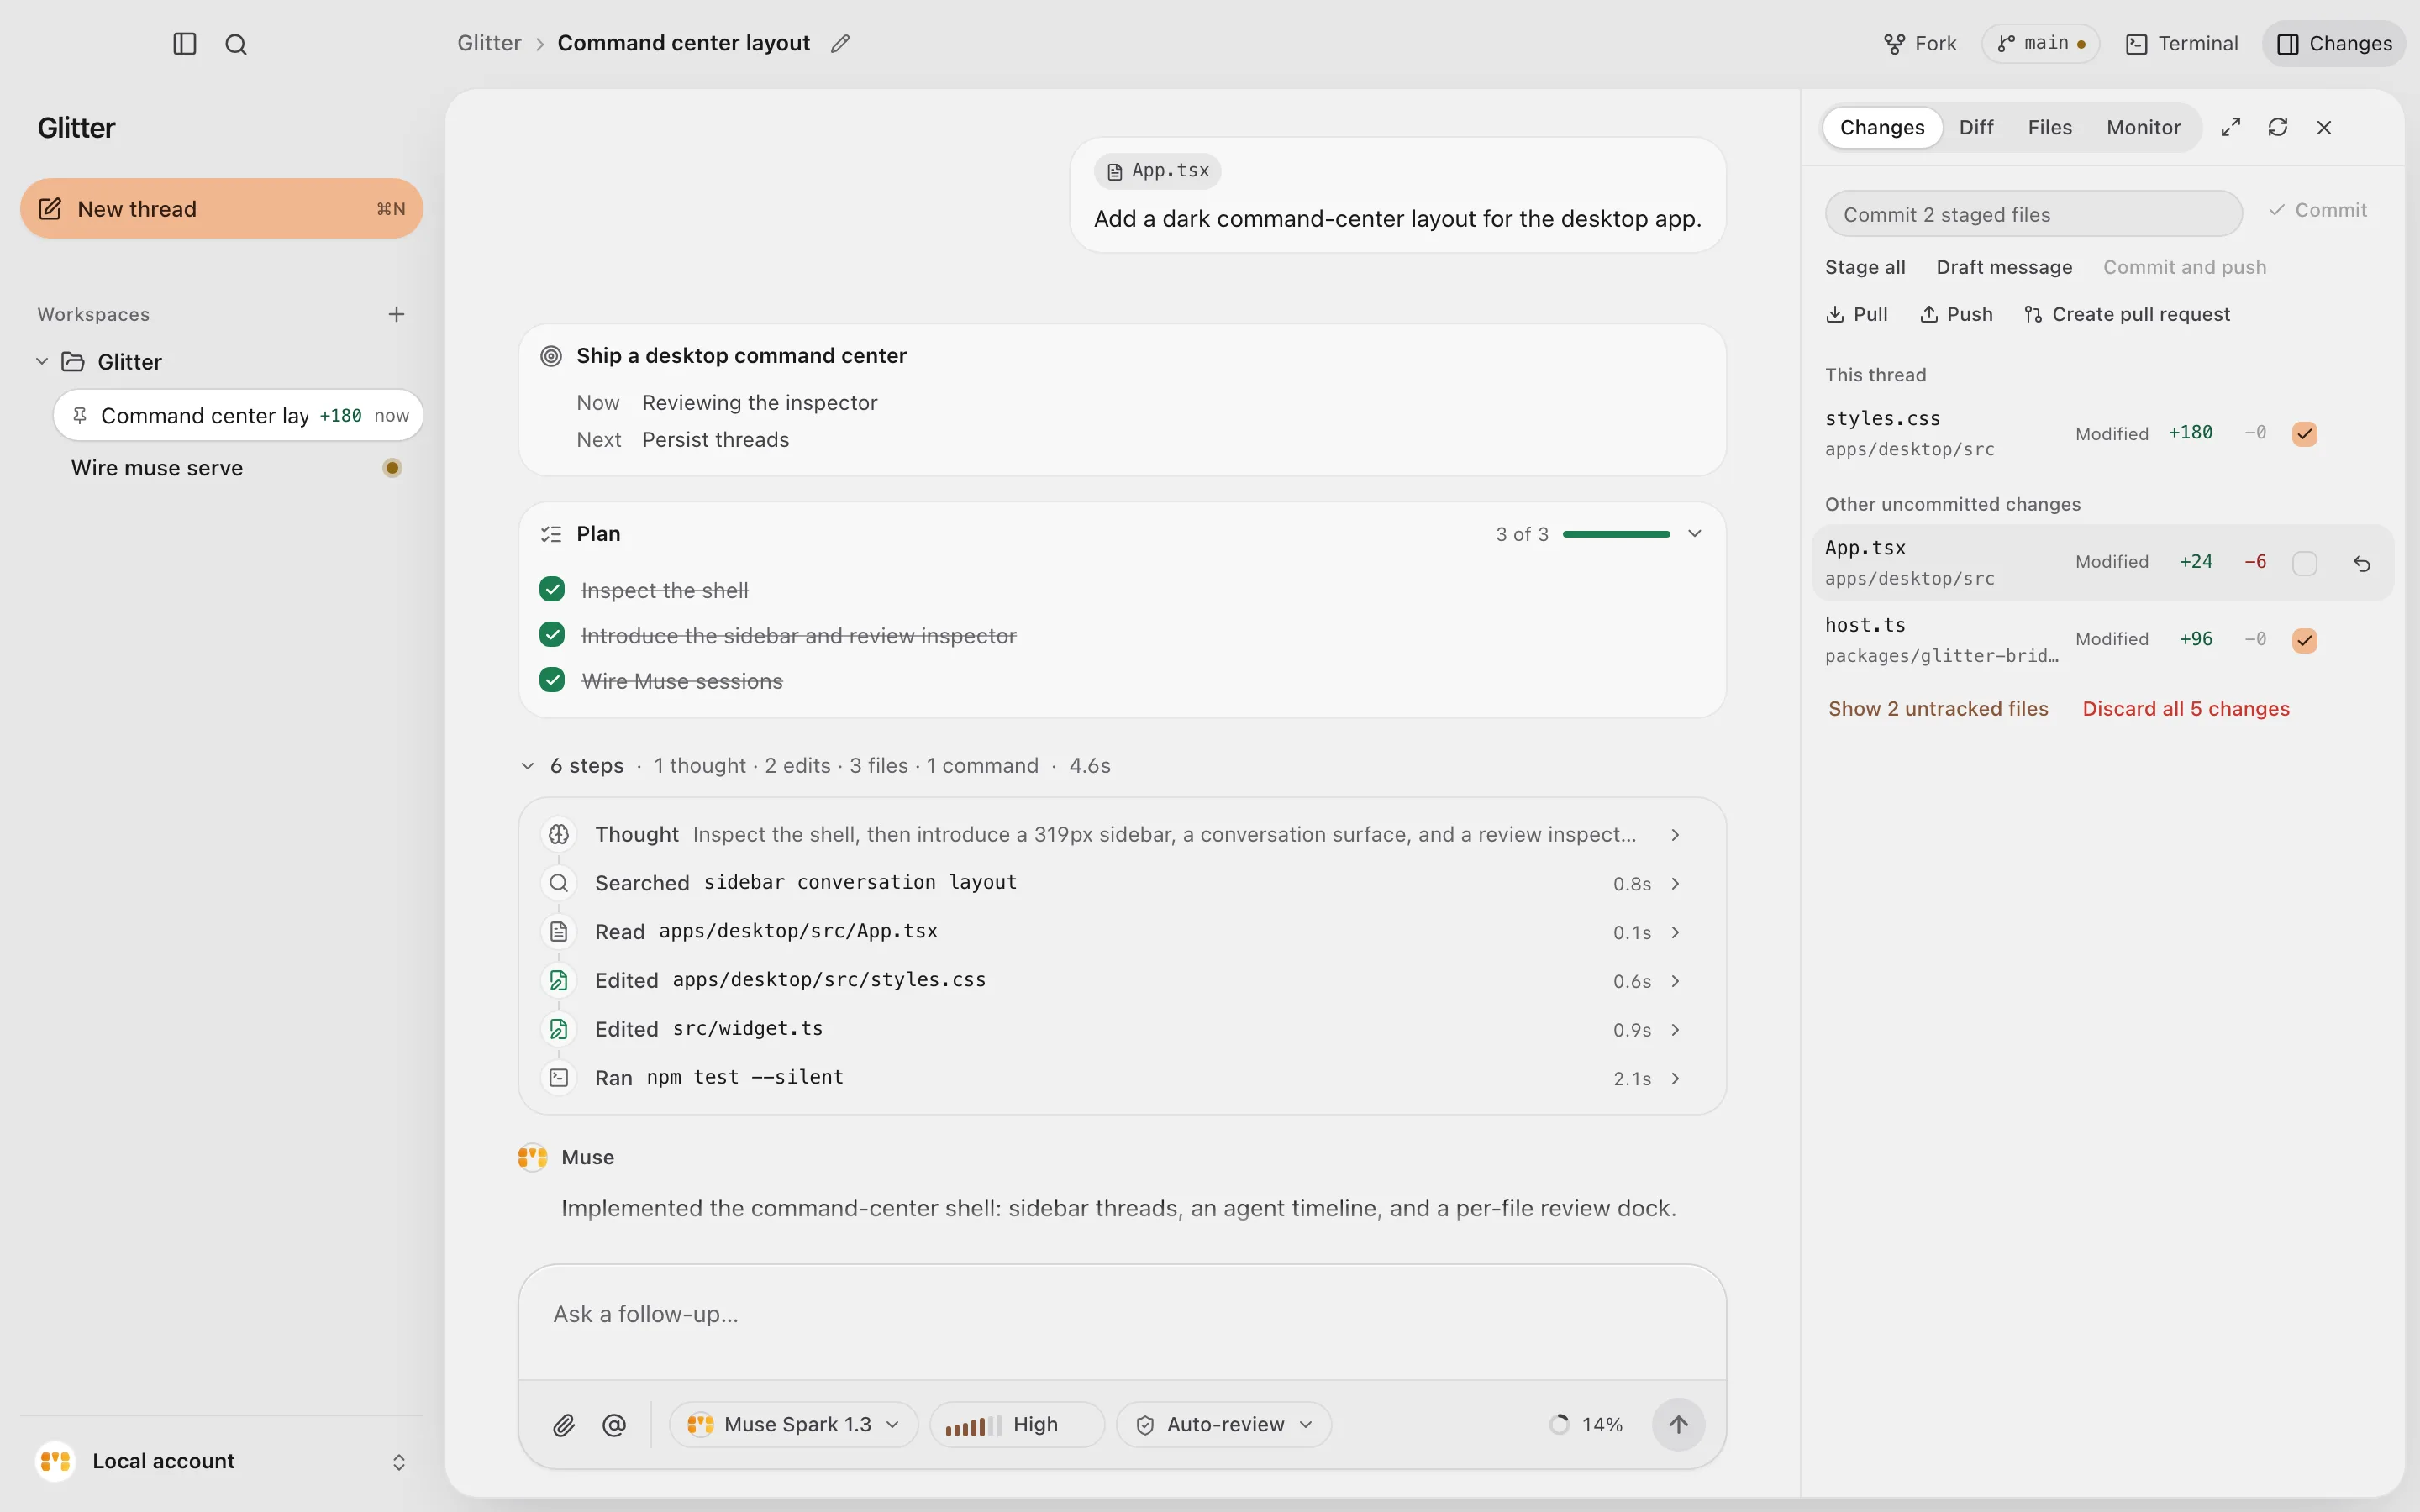 Glitter › Command center layout
Fork
main
Terminal
Changes
Glitter
New thread ⌘N
Workspaces
Glitter
Command center lay +180 now
Wire muse serve
Local account
App.tsx
Add a dark command-center layout for the desktop app.
Ship a desktop command center
Now Reviewing the inspector
Next Persist threads
Plan 3 of 3
Inspect the shell
Introduce the sidebar and review inspector
Wire Muse sessions
6 steps · 1 thought · 2 edits · 3 files · 1 command · 4.6s
Thought Inspect the shell, then introduce a 319px sidebar, a conversation surface, and a review inspect...
Searched sidebar conversation layout 0.8s
Read apps/desktop/src/App.tsx 0.1s
Edited apps/desktop/src/styles.css 0.6s
Edited src/widget.ts 0.9s
Ran npm test --silent 2.1s
Muse
Implemented the command-center shell: sidebar threads, an agent timeline, and a per-file review dock.
Ask a follow-up...
Muse Spark 1.3 High Auto-review 14%
Changes Diff Files Monitor
Commit 2 staged files Commit
Stage all Draft message Commit and push
Pull Push Create pull request
This thread
styles.css
apps/desktop/src
Modified +180 −0
Other uncommitted changes
App.tsx
apps/desktop/src
Modified +24 −6
host.ts
packages/glitter-brid…
Modified +96 −0
Show 2 untracked files Discard all 5 changes